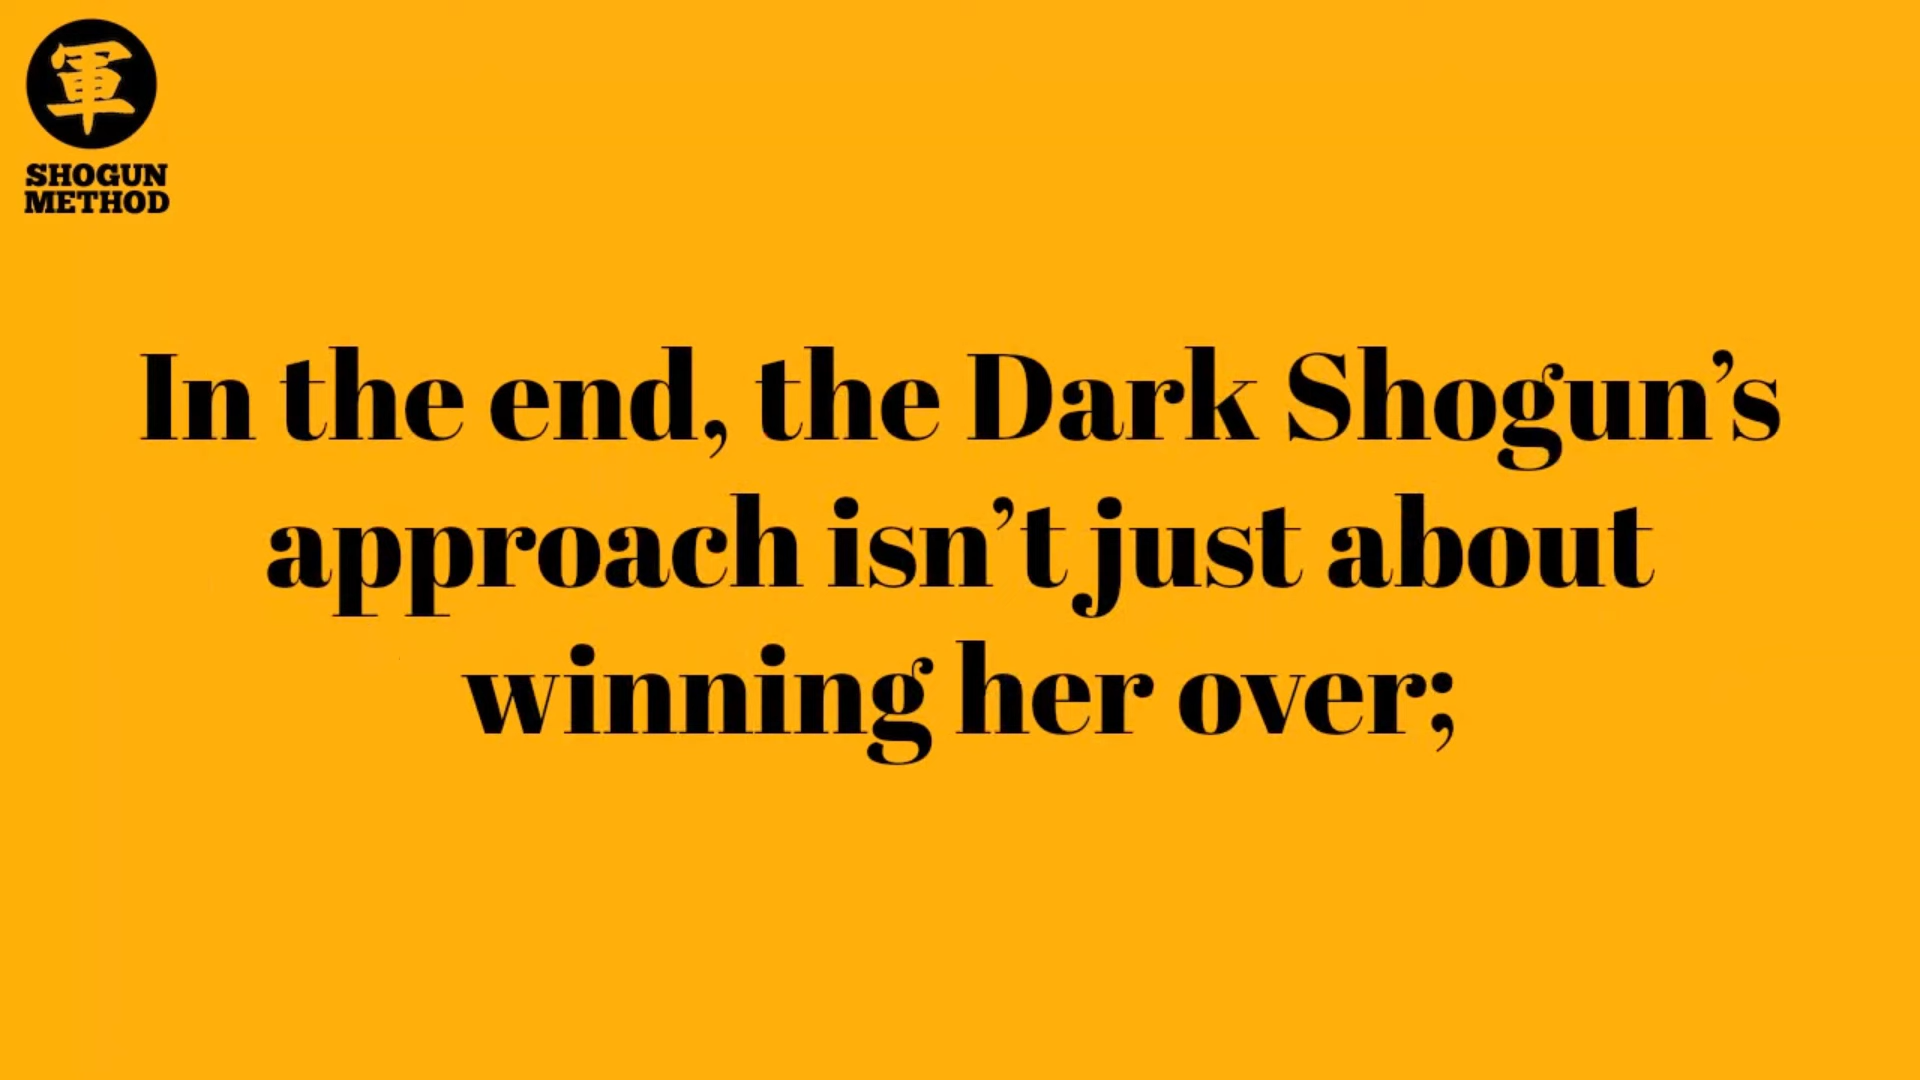 軍
SHOGUN
METHOD
In the end, the Dark Shogun’s
approach isn’t just about
winning her over;